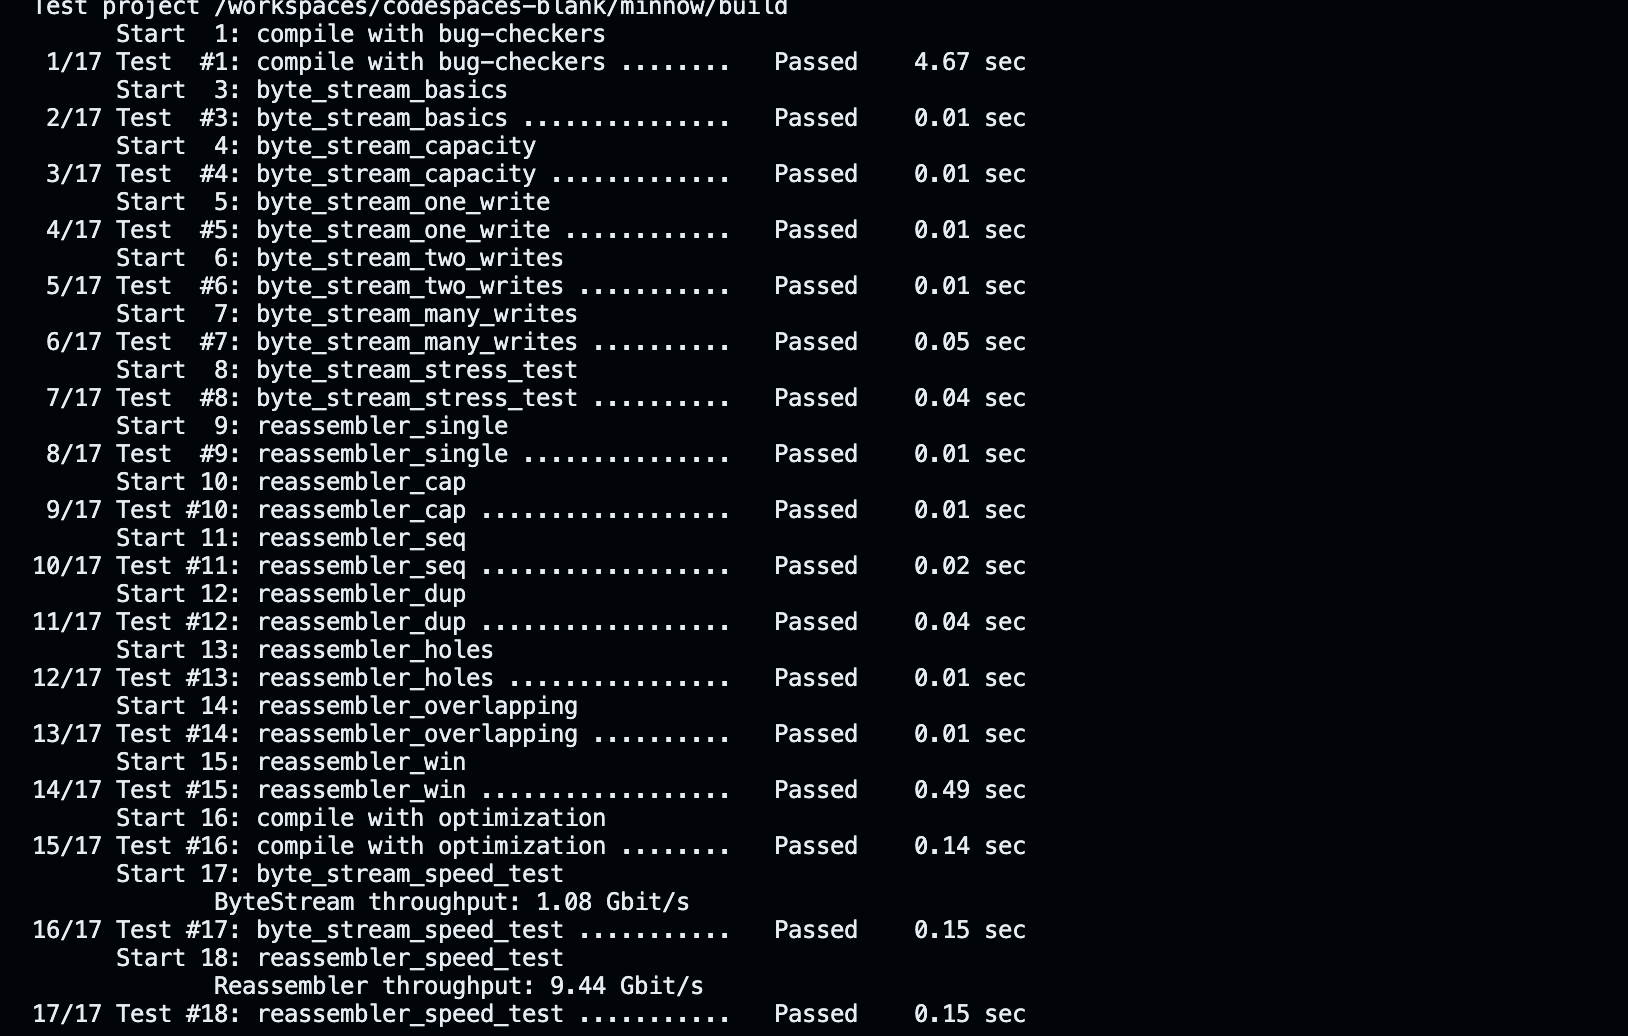 Test project /workspaces/codespaces-blank/minnow/build
      Start  1: compile with bug-checkers
 1/17 Test  #1: compile with bug-checkers ........   Passed    4.67 sec
      Start  3: byte_stream_basics
 2/17 Test  #3: byte_stream_basics ...............   Passed    0.01 sec
      Start  4: byte_stream_capacity
 3/17 Test  #4: byte_stream_capacity .............   Passed    0.01 sec
      Start  5: byte_stream_one_write
 4/17 Test  #5: byte_stream_one_write ............   Passed    0.01 sec
      Start  6: byte_stream_two_writes
 5/17 Test  #6: byte_stream_two_writes ...........   Passed    0.01 sec
      Start  7: byte_stream_many_writes
 6/17 Test  #7: byte_stream_many_writes ..........   Passed    0.05 sec
      Start  8: byte_stream_stress_test
 7/17 Test  #8: byte_stream_stress_test ..........   Passed    0.04 sec
      Start  9: reassembler_single
 8/17 Test  #9: reassembler_single ...............   Passed    0.01 sec
      Start 10: reassembler_cap
 9/17 Test #10: reassembler_cap ..................   Passed    0.01 sec
      Start 11: reassembler_seq
10/17 Test #11: reassembler_seq ..................   Passed    0.02 sec
      Start 12: reassembler_dup
11/17 Test #12: reassembler_dup ..................   Passed    0.04 sec
      Start 13: reassembler_holes
12/17 Test #13: reassembler_holes ................   Passed    0.01 sec
      Start 14: reassembler_overlapping
13/17 Test #14: reassembler_overlapping ..........   Passed    0.01 sec
      Start 15: reassembler_win
14/17 Test #15: reassembler_win ..................   Passed    0.49 sec
      Start 16: compile with optimization
15/17 Test #16: compile with optimization ........   Passed    0.14 sec
      Start 17: byte_stream_speed_test
             ByteStream throughput: 1.08 Gbit/s
16/17 Test #17: byte_stream_speed_test ...........   Passed    0.15 sec
      Start 18: reassembler_speed_test
             Reassembler throughput: 9.44 Gbit/s
17/17 Test #18: reassembler_speed_test ...........   Passed    0.15 sec